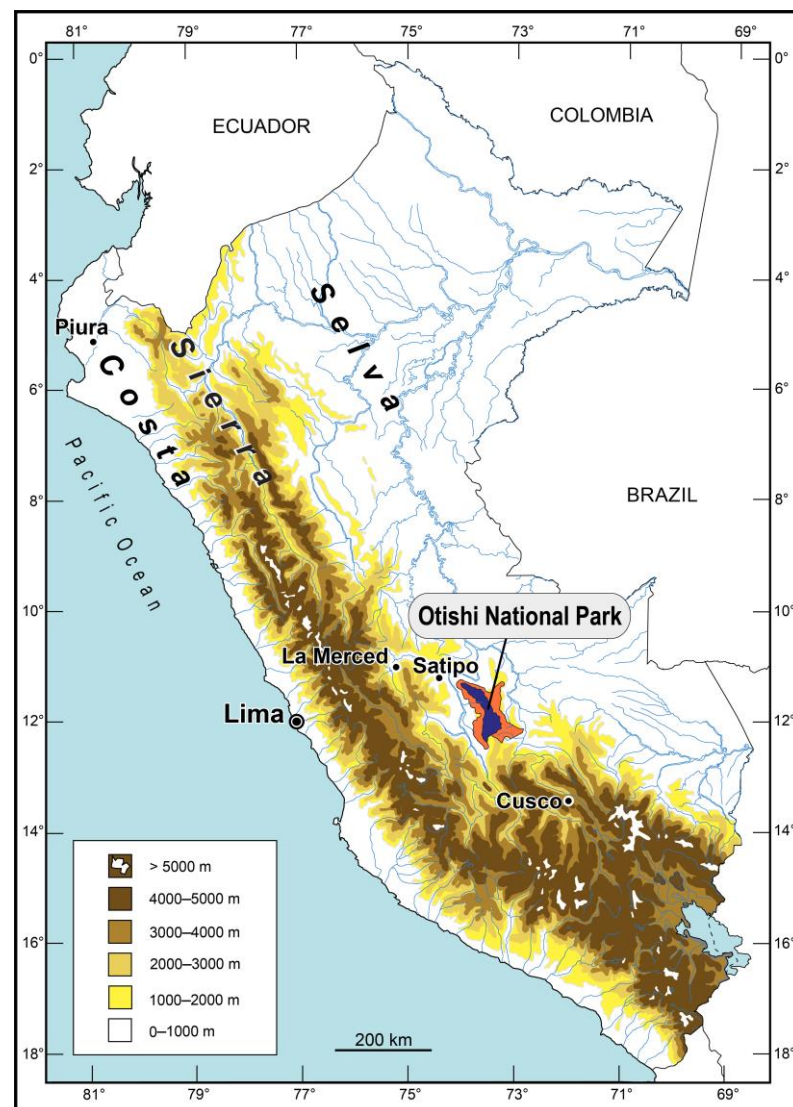 81° 79° 77° 75° 73° 71° 69°
0° 0°
ECUADOR
COLOMBIA
2° 2°
4° 4°
Piura
Costa
Sierra
Selva
6° 6°
Pacific Ocean
8° 8°
BRAZIL
10° 10°
Otishi National Park
La Merced
Satipo
Lima
12° 12°
Cusco
14° 14°
> 5000 m
4000–5000 m
3000–4000 m
2000–3000 m
1000–2000 m
0–1000 m
16° 16°
200 km
18° 18°
81° 79° 77° 75° 73° 71° 69°